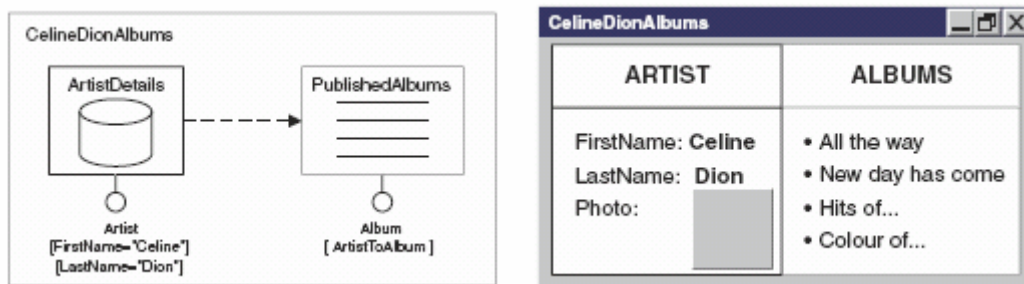 CelineDionAlbums
ArtistDetails
PublishedAlbums
Artist
[FirstName="Celine"]
[LastName="Dion"]
Album
[ ArtistToAlbum ]
CelineDionAlbums
ARTIST
FirstName: Celine
LastName: Dion
Photo:
ALBUMS
• All the way
• New day has come
• Hits of...
• Colour of...